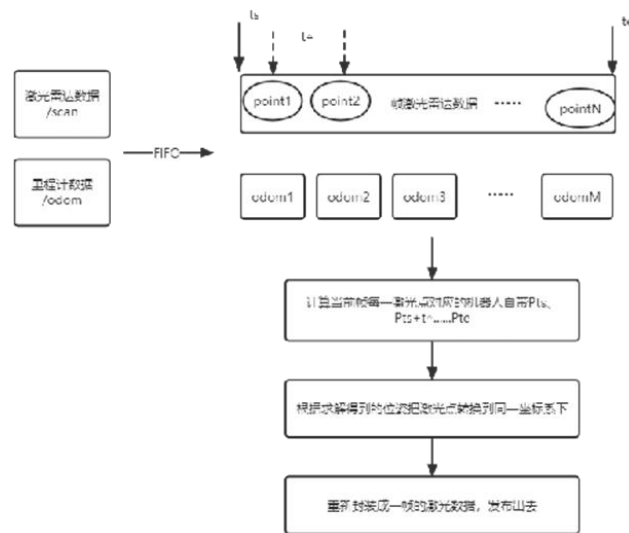 ts
te
激光雷达数据
/scan
point1
point2
帧激光雷达数据
......
pointN
FIFO
里程计数据
/odom
odom1
odom2
odom3
......
odomM
计算当前帧每一激光点对应的机器人自带Pts、
Pts+t^......Pte
根据求解得到的位姿把激光点转换到同一坐标系下
重新封装成一帧的激光数据，发布出去